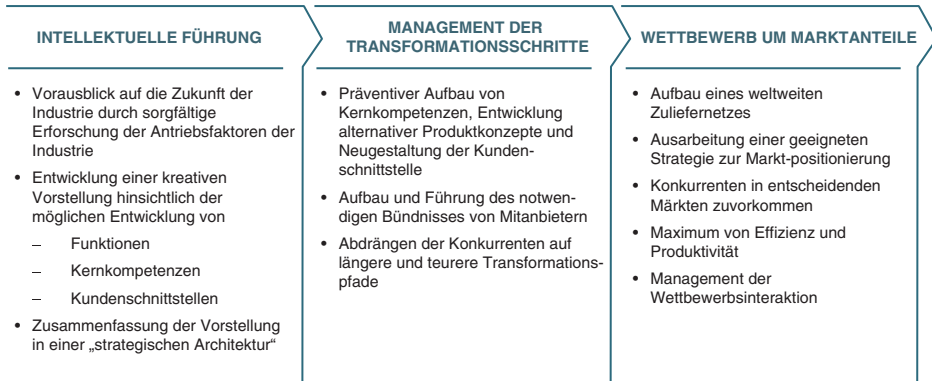 INTELLEKTUELLE FÜHRUNG
• Vorausblick auf die Zukunft der
Industrie durch sorgfältige
Erforschung der Antriebsfaktoren der
Industrie
• Entwicklung einer kreativen
Vorstellung hinsichtlich der
möglichen Entwicklung von
– Funktionen
– Kernkompetenzen
– Kundenschnittstellen
• Zusammenfassung der Vorstellung
in einer „strategischen Architektur“
MANAGEMENT DER
TRANSFORMATIONSSCHRITTE
• Präventiver Aufbau von
Kernkompetenzen, Entwicklung
alternativer Produktkonzepte und
Neugestaltung der Kunden-
schnittstelle
• Aufbau und Führung des notwen-
digen Bündnisses von Mitanbietern
• Abdrängen der Konkurrenten auf
längere und teurere Transformations-
pfade
WETTBEWERB UM MARKTANTEILE
• Aufbau eines weltweiten
Zuliefernetzes
• Ausarbeitung einer geeigneten
Strategie zur Markt-positionierung
• Konkurrenten in entscheidenden
Märkten zuvorkommen
• Maximum von Effizienz und
Produktivität
• Management der
Wettbewerbsinteraktion